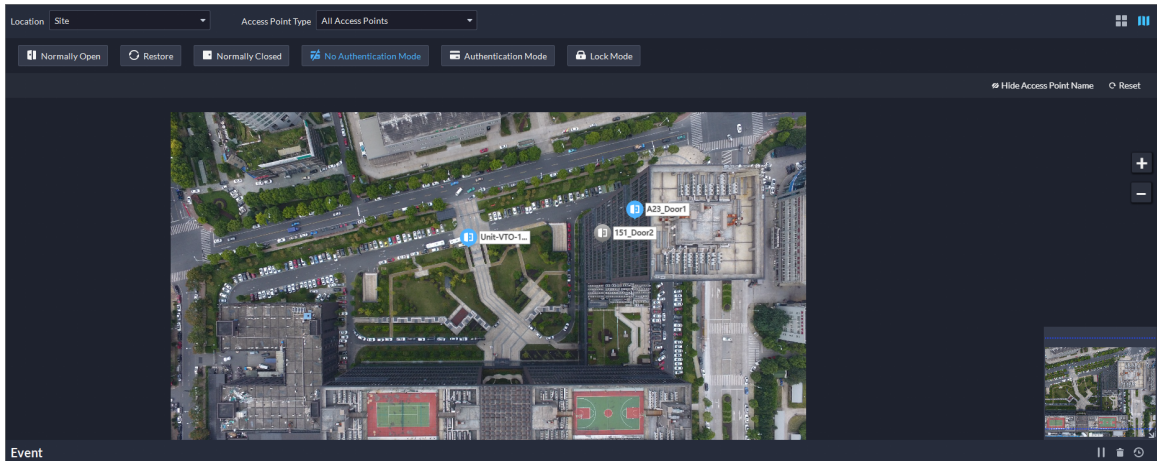 Location Site Access Point Type All Access Points
Normally Open Restore Normally Closed No Authentication Mode Authentication Mode Lock Mode
Hide Access Point Name Reset
A23_Door1
151_Door2
Unit-VTO-1...
Event